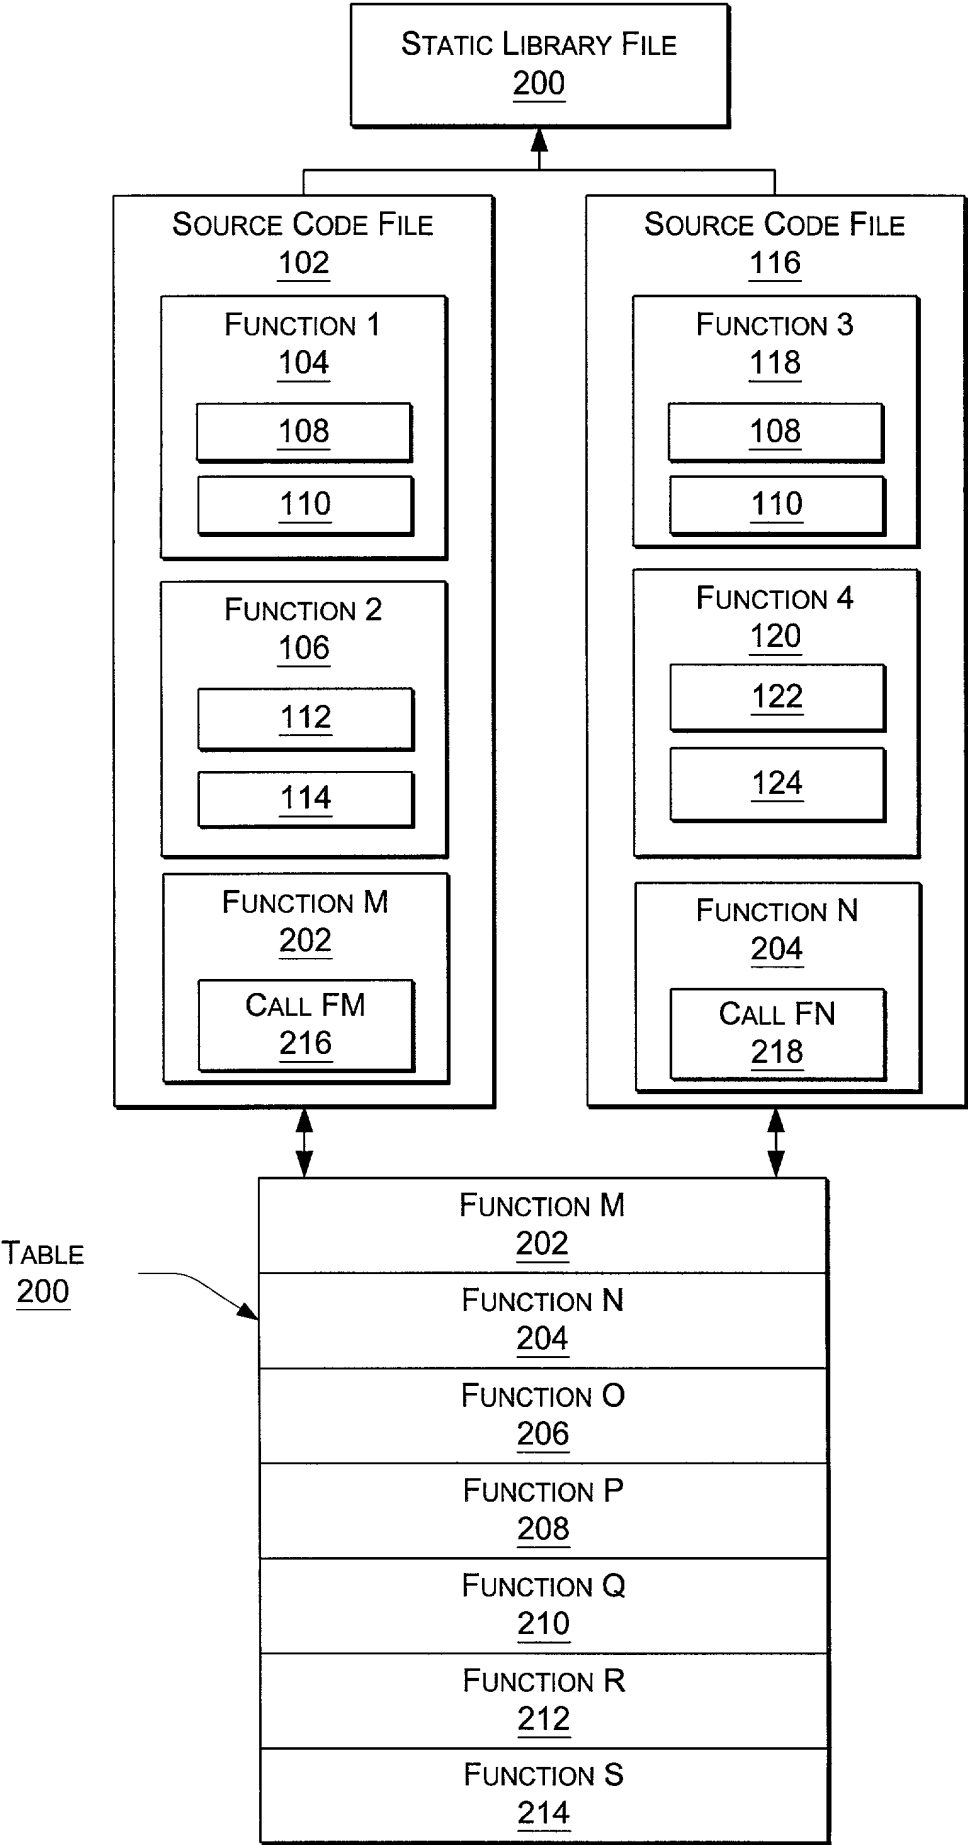 STATIC LIBRARY FILE
200
SOURCE CODE FILE
102
FUNCTION 1
104
108
110
FUNCTION 2
106
112
114
FUNCTION M
202
CALL FM
216
SOURCE CODE FILE
116
FUNCTION 3
118
108
110
FUNCTION 4
120
122
124
FUNCTION N
204
CALL FN
218
TABLE
200
FUNCTION M
202
FUNCTION N
204
FUNCTION O
206
FUNCTION P
208
FUNCTION Q
210
FUNCTION R
212
FUNCTION S
214